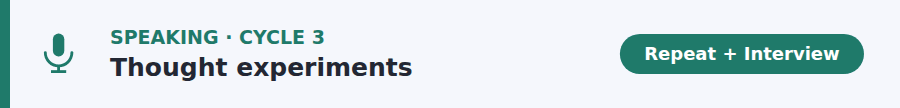 SPEAKING · CYCLE 3
Thought experiments
Repeat + Interview